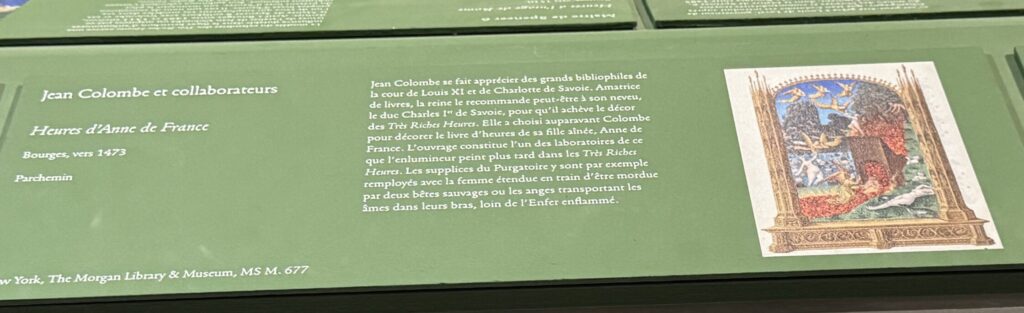 Maître de Spencer 6
Jean Colombe et collaborateurs
Heures d'Anne de France
Bourges, vers 1473
Parchemin
w York, The Morgan Library & Museum, MS M. 677
Jean Colombe se fait apprécier des grands bibliophiles de
la cour de Louis XI et de Charlotte de Savoie. Amatrice
de livres, la reine le recommande peut-être à son neveu,
le duc Charles Iᵉʳ de Savoie, pour qu'il achève le décor
des Très Riches Heures. Elle a choisi auparavant Colombe
pour décorer le livre d'heures de sa fille aînée, Anne de
France. L'ouvrage constitue l'un des laboratoires de ce
que l'enlumineur peint plus tard dans les Très Riches
Heures. Les supplices du Purgatoire y sont par exemple
remployés avec la femme étendue en train d'être mordue
par deux bêtes sauvages ou les anges transportant les
âmes dans leurs bras, loin de l'Enfer enflammé.